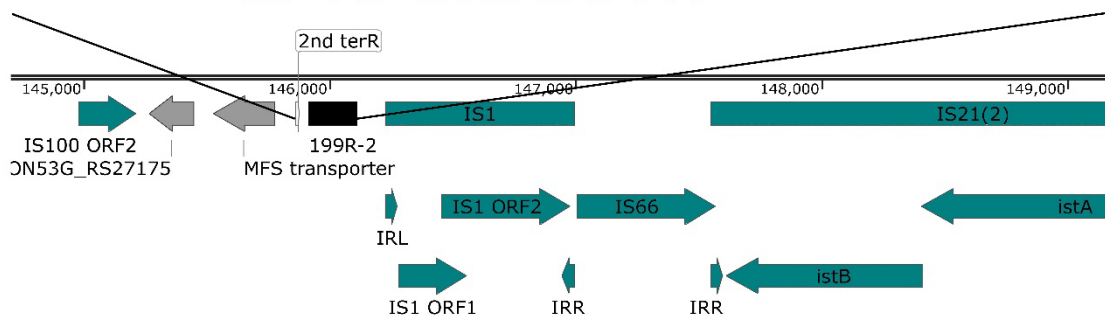 2nd terR
145,000 146,000 147,000 148,000 149,000
IS1 IS21(2)
IS100 ORF2 199R-2
ON53G_RS27175 MFS transporter
IS1 ORF2 IS66 istA
IRL
istB
IS1 ORF1 IRR IRR